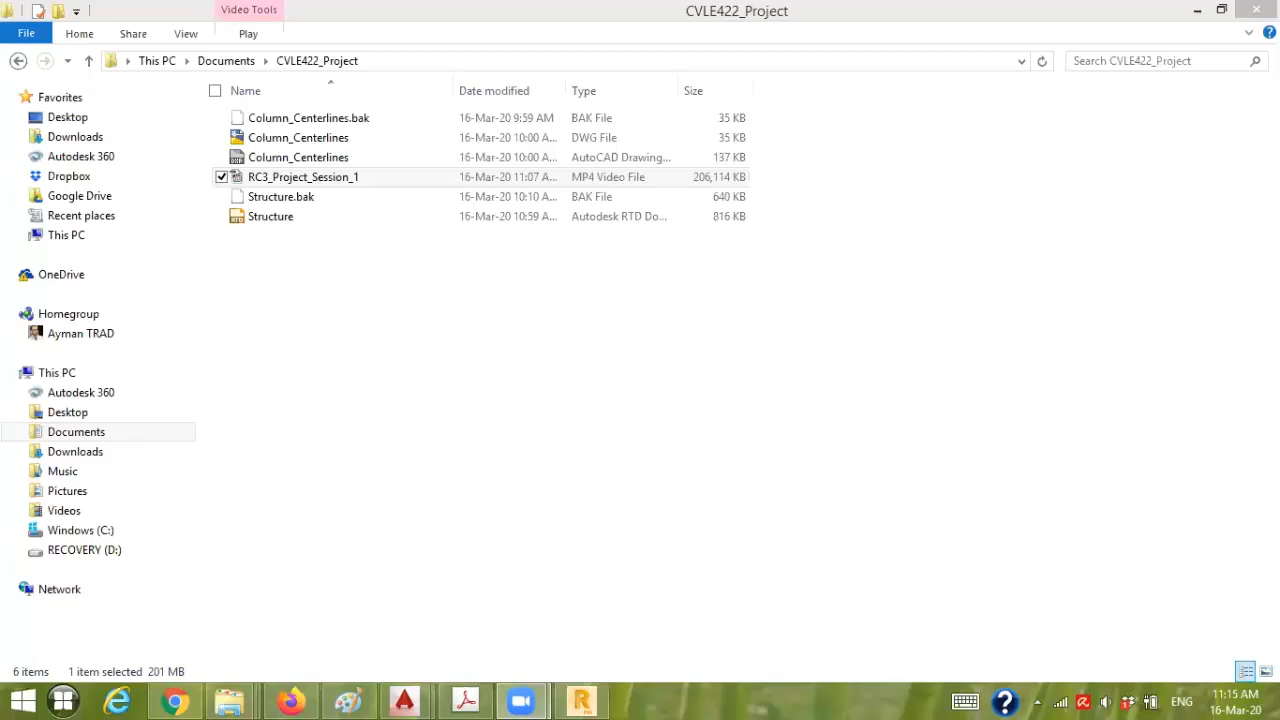 Video Tools
CVLE422_Project
File Home Share View Play
This PC Documents CVLE422_Project
Search CVLE422_Project
Name Date modified Type Size
Column_Centerlines.bak 16-Mar-20 9:59 AM BAK File 35 KB
Column_Centerlines 16-Mar-20 10:00 A... DWG File 35 KB
Column_Centerlines 16-Mar-20 10:00 A... AutoCAD Drawing... 137 KB
RC3_Project_Session_1 16-Mar-20 11:07 A... MP4 Video File 206,114 KB
Structure.bak 16-Mar-20 10:10 A... BAK File 640 KB
Structure 16-Mar-20 10:59 A... Autodesk RTD Do... 816 KB
Favorites
Desktop
Downloads
Autodesk 360
Dropbox
Google Drive
Recent places
This PC
OneDrive
Homegroup
Ayman TRAD
This PC
Autodesk 360
Desktop
Documents
Downloads
Music
Pictures
Videos
Windows (C:)
RECOVERY (D:)
Network
6 items 1 item selected 201 MB
ENG
11:15 AM
16-Mar-20